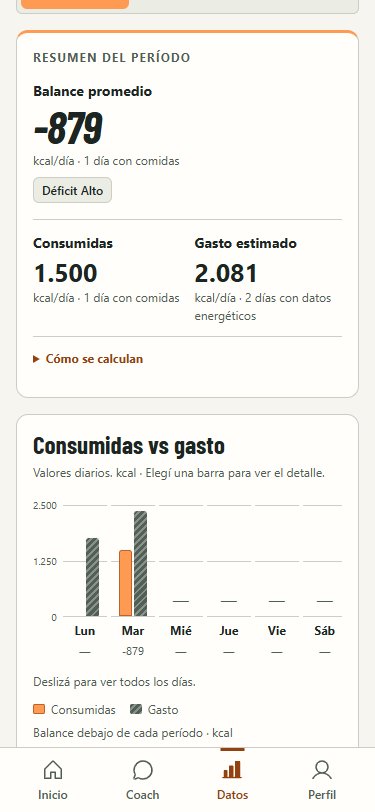 RESUMEN DEL PERÍODO
Balance promedio
-879
kcal/día · 1 día con comidas
Déficit Alto
Consumidas
1.500
kcal/día · 1 día con comidas
Gasto estimado
2.081
kcal/día · 2 días con datos
energéticos
Cómo se calculan
Consumidas vs gasto
Valores diarios. kcal · Elegí una barra para ver el detalle.
2.500
1.250
0
Lun Mar Mié Jue Vie Sáb
— -879 — — — —
Deslizá para ver todos los días.
Consumidas Gasto
Balance debajo de cada período · kcal
Inicio Coach Datos Perfil